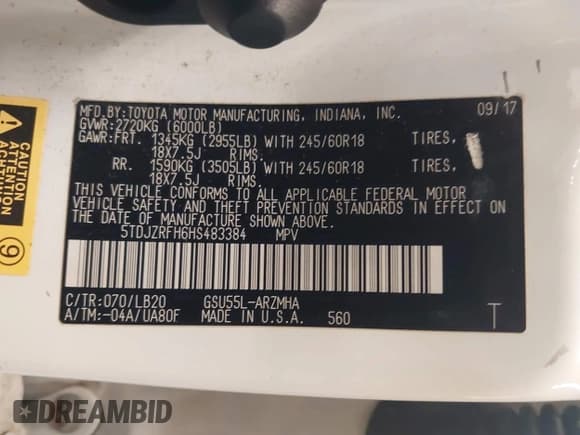 MFD.BY:TOYOTA MOTOR MANUFACTURING, INDIANA, INC. 09/17
GVWR:2720KG (6000LB)
GAWR:FRT. 1345KG (2955LB) WITH 245/60R18 TIRES,
18X7.5J RIMS.
RR. 1590KG (3505LB) WITH 245/60R18 TIRES,
18X7.5J RIMS.
THIS VEHICLE CONFORMS TO ALL APPLICABLE FEDERAL MOTOR
VEHICLE SAFETY AND THEFT PREVENTION STANDARDS IN EFFECT ON
THE DATE OF MANUFACTURE SHOWN ABOVE.
5TDJZRFH6HS483384 MPV
C/TR:070/LB20 GSU55L-ARZMHA
A/TM:-04A/UA80F MADE IN U.S.A. 560 T
CAUTION
ATTENTION
9
DREAMBID